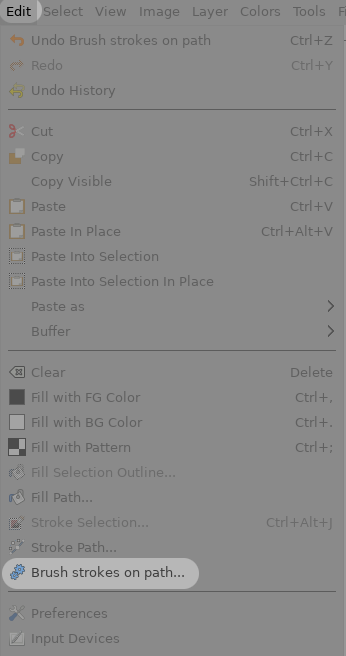 Edit Select View Image Layer Colors Tools
Undo Brush strokes on path Ctrl+Z
Redo Ctrl+Y
Undo History
Cut Ctrl+X
Copy Ctrl+C
Copy Visible Shift+Ctrl+C
Paste Ctrl+V
Paste In Place Ctrl+Alt+V
Paste Into Selection
Paste Into Selection In Place
Paste as
Buffer
Clear Delete
Fill with FG Color Ctrl+,
Fill with BG Color Ctrl+.
Fill with Pattern Ctrl+;
Fill Selection Outline...
Fill Path...
Stroke Selection... Ctrl+Alt+J
Stroke Path...
Brush strokes on path...
Preferences
Input Devices